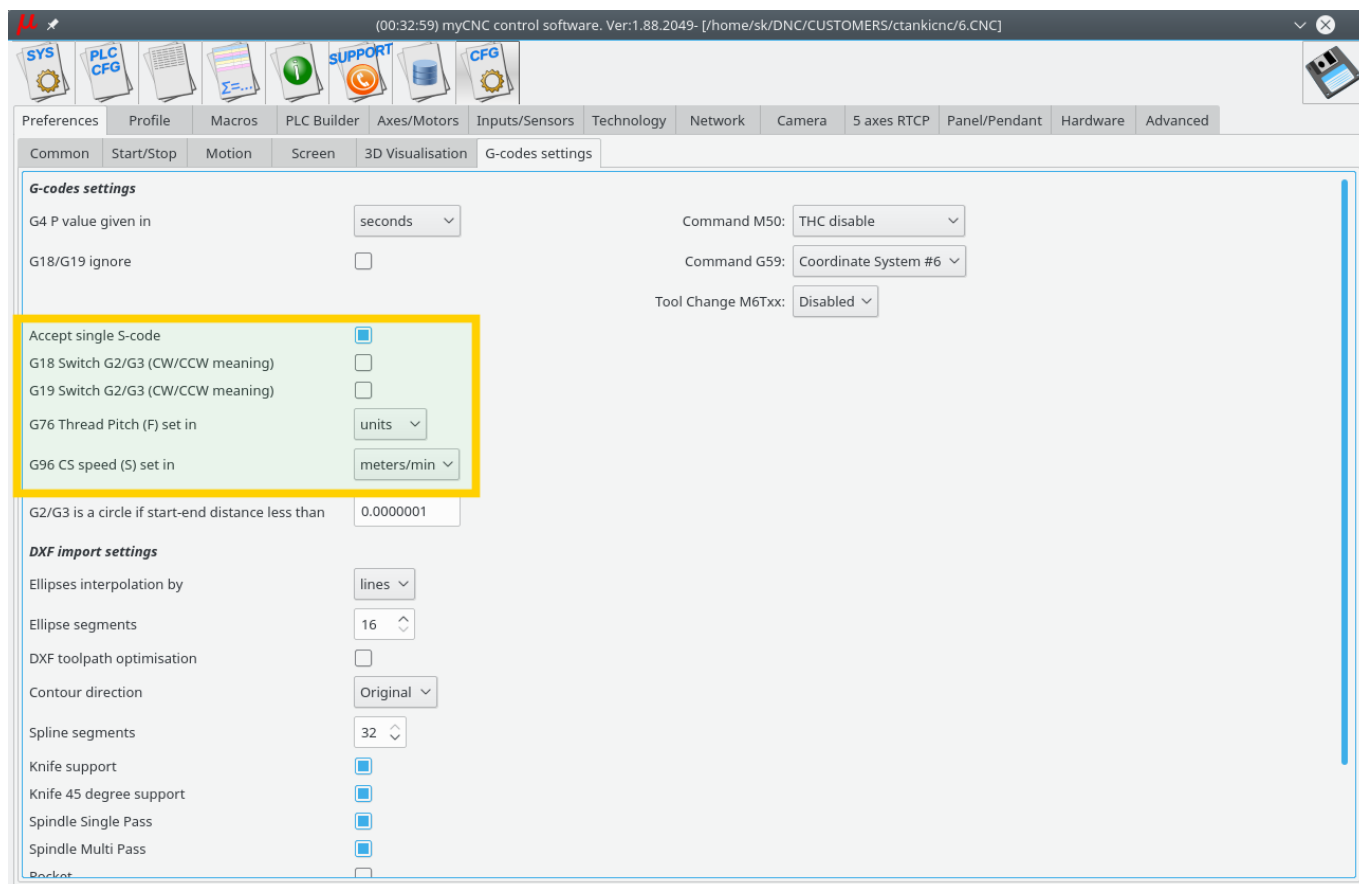 μ (00:32:59) myCNC control software. Ver:1.88.2049- [/home/sk/DNC/CUSTOMERS/ctankicnc/6.CNC]
SYS PLC CFG Σ=... i SUPPORT CFG
Preferences Profile Macros PLC Builder Axes/Motors Inputs/Sensors Technology Network Camera 5 axes RTCP Panel/Pendant Hardware Advanced
Common Start/Stop Motion Screen 3D Visualisation G-codes settings
G-codes settings
G4 P value given in seconds Command M50: THC disable
G18/G19 ignore Command G59: Coordinate System #6
Tool Change M6Txx: Disabled
Accept single S-code
G18 Switch G2/G3 (CW/CCW meaning)
G19 Switch G2/G3 (CW/CCW meaning)
G76 Thread Pitch (F) set in units
G96 CS speed (S) set in meters/min
G2/G3 is a circle if start-end distance less than 0.0000001
DXF import settings
Ellipses interpolation by lines
Ellipse segments 16
DXF toolpath optimisation
Contour direction Original
Spline segments 32
Knife support
Knife 45 degree support
Spindle Single Pass
Spindle Multi Pass
Pocket